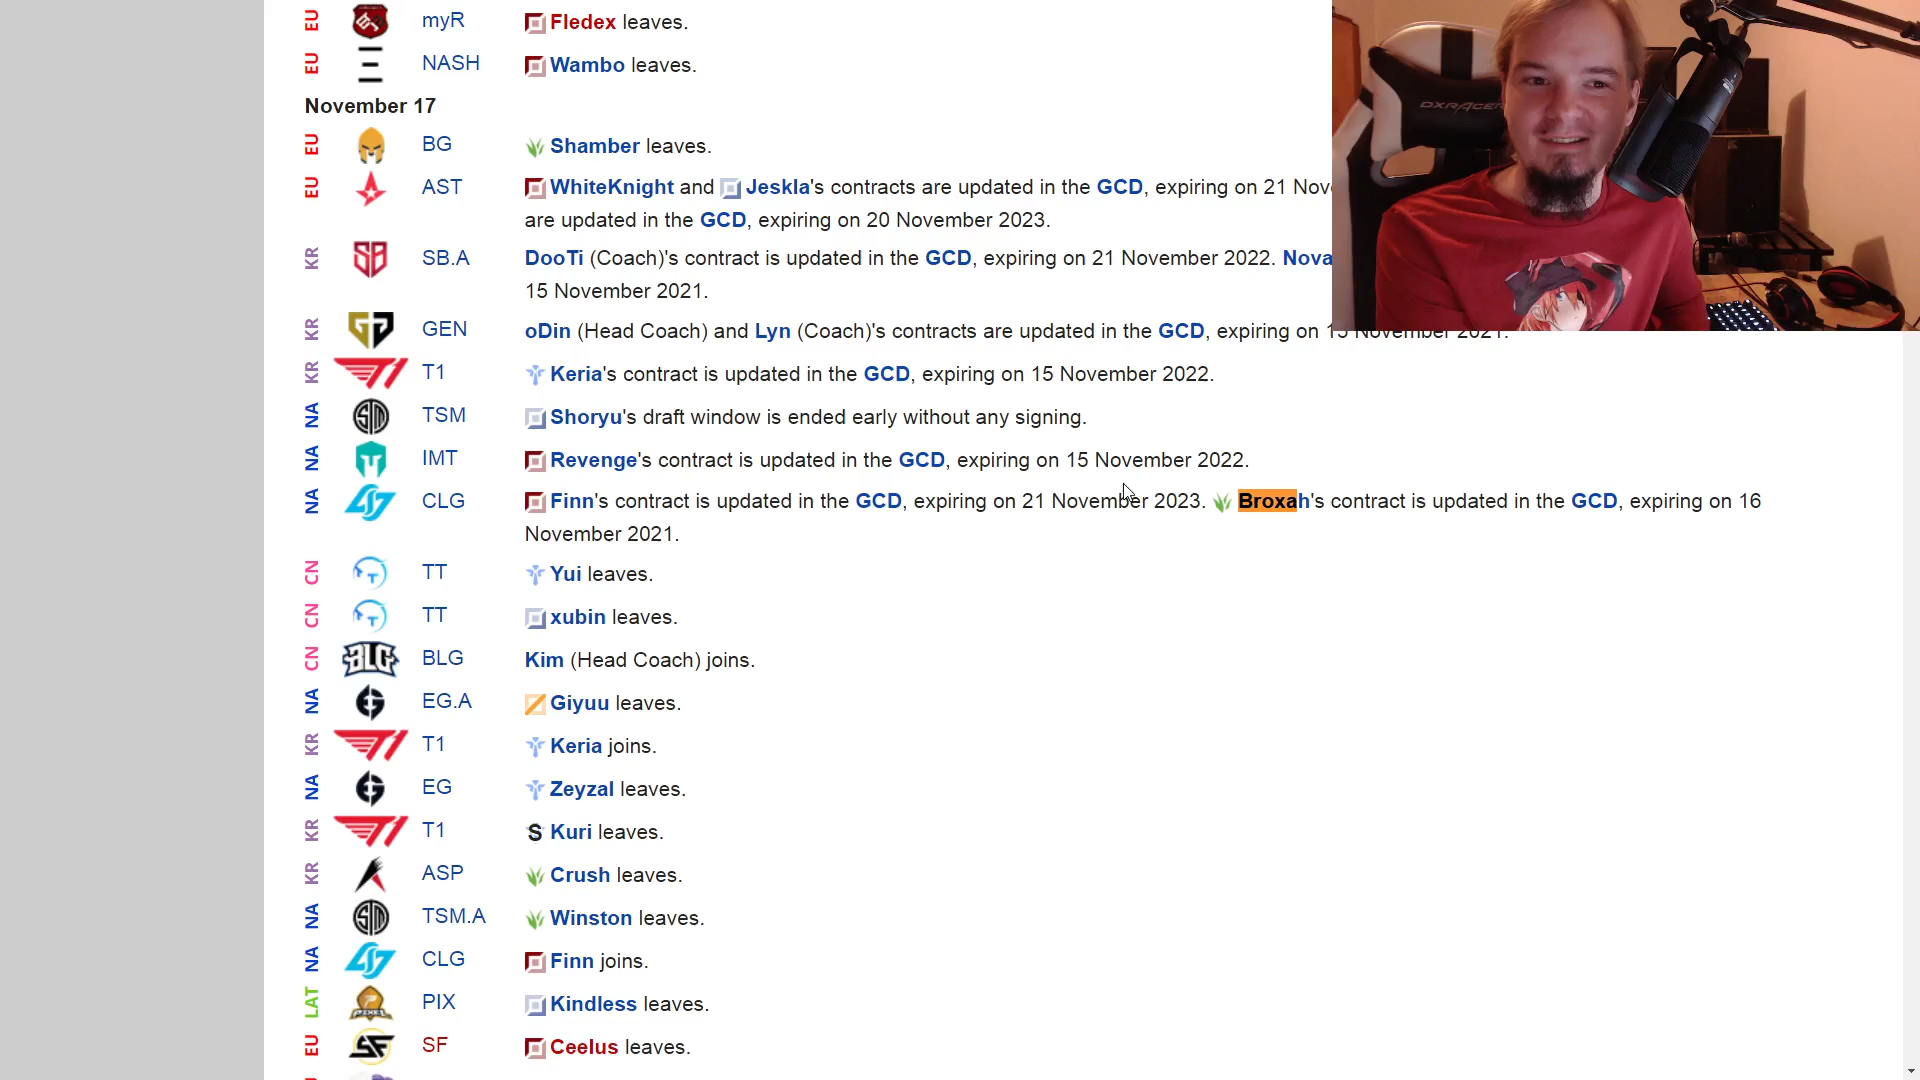 EU myR Fledex leaves.
EU NASH Wambo leaves.
November 17
EU BG Shamber leaves.
EU AST WhiteKnight and Jeskla's contracts are updated in the GCD, expiring on 21 Nov
are updated in the GCD, expiring on 20 November 2023.
KR SB.A DooTi (Coach)'s contract is updated in the GCD, expiring on 21 November 2022. Nova
15 November 2021.
KR GEN oDin (Head Coach) and Lyn (Coach)'s contracts are updated in the GCD, expiring on 15 November 2021.
KR T1 Keria's contract is updated in the GCD, expiring on 15 November 2022.
NA TSM Shoryu's draft window is ended early without any signing.
NA IMT Revenge's contract is updated in the GCD, expiring on 15 November 2022.
NA CLG Finn's contract is updated in the GCD, expiring on 21 November 2023. Broxah's contract is updated in the GCD, expiring on 16
November 2021.
CN TT Yui leaves.
CN TT xubin leaves.
CN BLG BLG Kim (Head Coach) joins.
NA EG.A Giyuu leaves.
KR T1 Keria joins.
NA EG Zeyzal leaves.
KR T1 S Kuri leaves.
KR ASP Crush leaves.
NA TSM.A Winston leaves.
NA CLG Finn joins.
LAT PIX Kindless leaves.
EU SF Ceelus leaves.
DXRACER